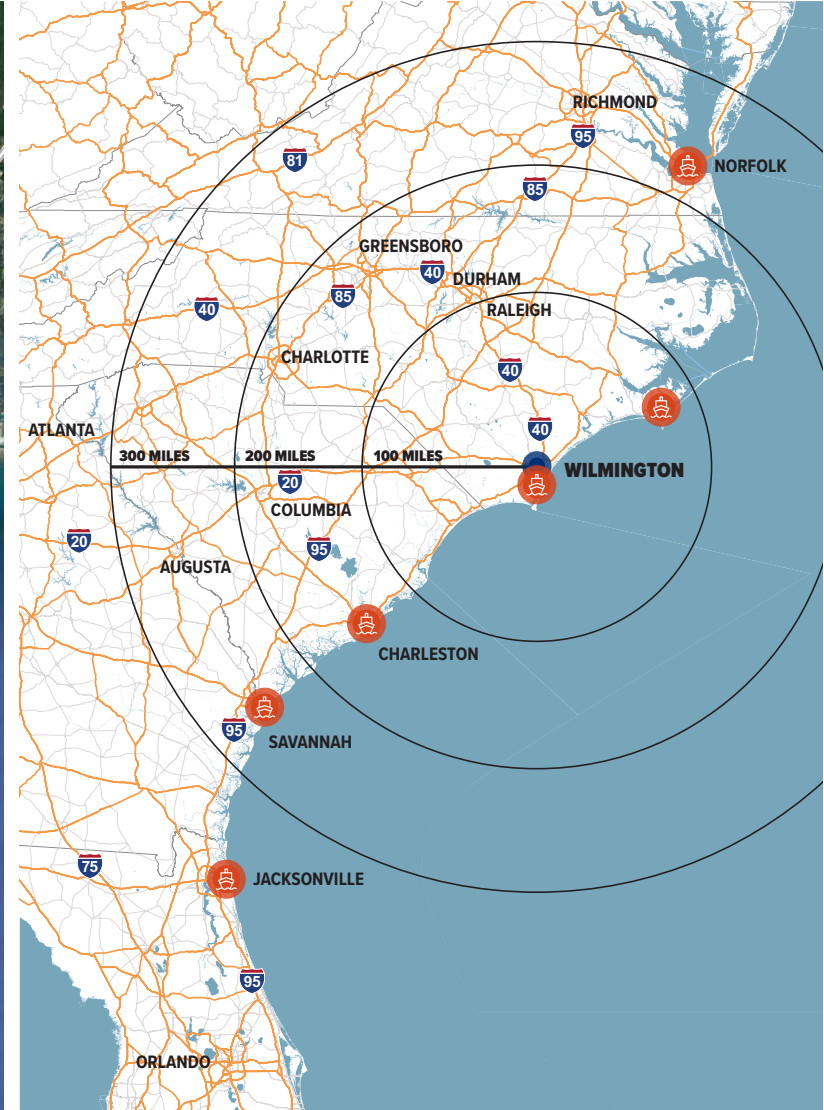 RICHMOND
95
81
NORFOLK
85
GREENSBORO
40
DURHAM
85
40
RALEIGH
CHARLOTTE
40
ATLANTA
40
300 MILES
200 MILES
100 MILES
WILMINGTON
20
COLUMBIA
20
95
AUGUSTA
CHARLESTON
95
SAVANNAH
75
JACKSONVILLE
95
ORLANDO